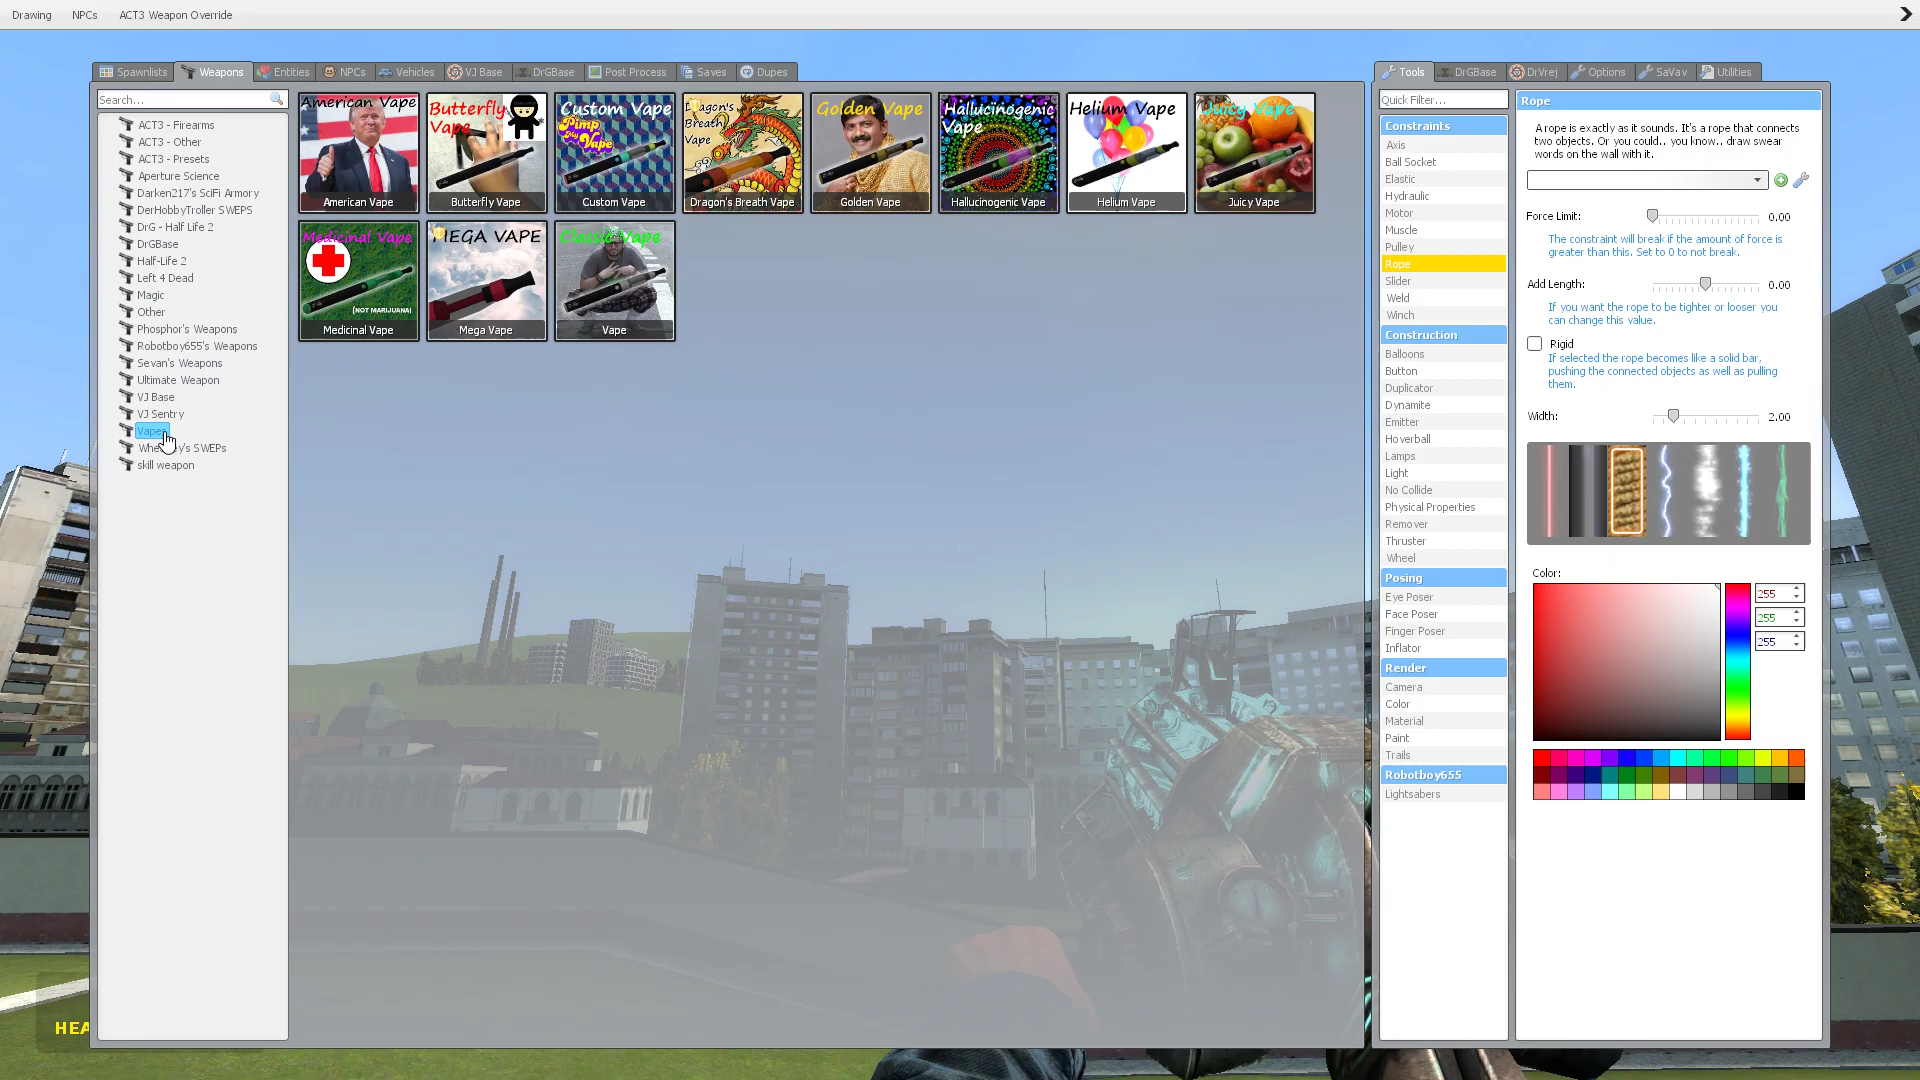 Drawing NPCs ACT3 Weapon Override
Spawnlists Weapons Entities NPCs Vehicles VJ Base DrGBase Post Process Saves Dupes
Tools DrGBase DrVrej Options SaVav Utilities
Search...
ACT3 - Firearms
ACT3 - Other
ACT3 - Presets
Aperture Science
Darken217's SciFi Armory
DerHobbyTroller SWEPS
DrG - Half Life 2
DrGBase
Half-Life 2
Left 4 Dead
Magic
Other
Phosphor's Weapons
Robotboy655's Weapons
Sevan's Weapons
Ultimate Weapon
VJ Base
VJ Sentry
SWEPs
skill weapon
American Vape
American Vape
Butterfly
Vape
Butterfly Vape
Custom Vape
Pimp
My
Vape
Custom Vape
Dragon's
Breath
Vape
Dragon's Breath Vape
Golden Vape
Golden Vape
Hallucinogenic
Vape
Hallucinogenic Vape
Helium Vape
Helium Vape
Juicy Vape
Juicy Vape
Medicinal Vape
(NOT MARIJUANA)
Medicinal Vape
MEGA VAPE
Mega Vape
Classic Vape
Vape
HEA
Quick Filter...
Constraints
Axis
Ball Socket
Elastic
Hydraulic
Motor
Muscle
Pulley
Rope
Slider
Weld
Winch
Construction
Balloons
Button
Duplicator
Dynamite
Emitter
Hoverball
Lamps
Light
No Collide
Physical Properties
Remover
Thruster
Wheel
Posing
Eye Poser
Face Poser
Finger Poser
Inflator
Render
Camera
Color
Material
Paint
Trails
Robotboy655
Lightsabers
Rope
A rope is exactly as it sounds. It's a rope that connects
two objects. Or you could.. you know.. draw swear
words on the wall with it.
Force Limit: 0.00
The constraint will break if the amount of force is
greater than this. Set to 0 to not break.
Add Length: 0.00
If you want the rope to be tighter or looser you
can change this value.
Rigid
If selected the rope becomes like a solid bar,
pushing the connected objects as well as pulling
them.
Width: 2.00
Color:
255
255
255